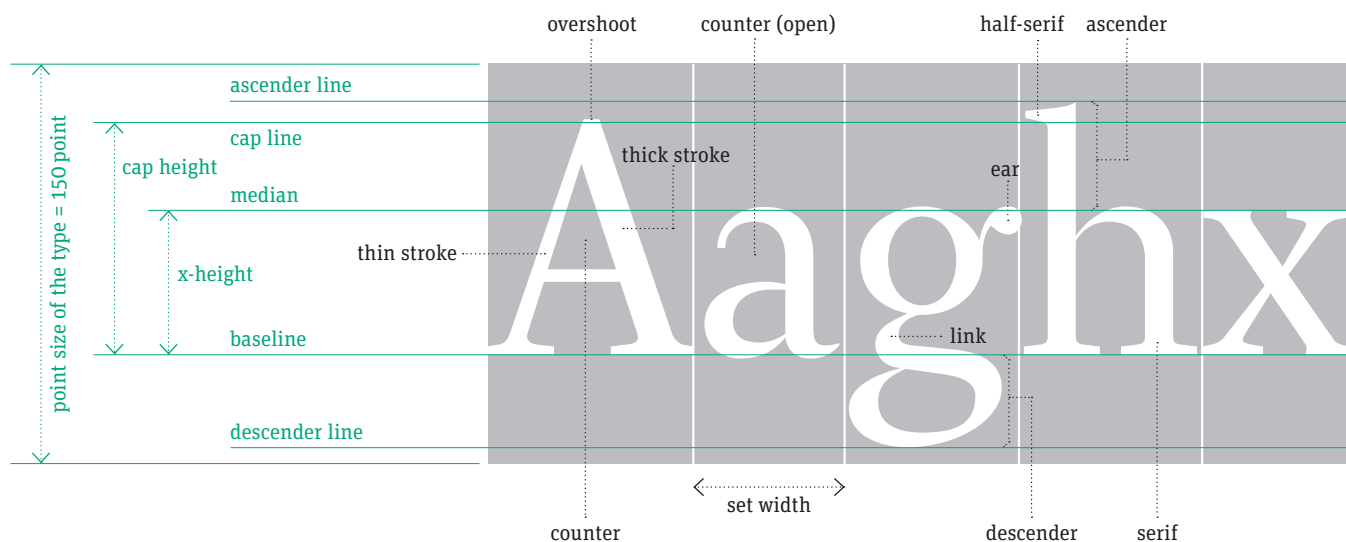 overshoot counter (open) half-serif ascender
ascender line
cap line
thick stroke
cap height
ear
median
thin stroke
x-height
baseline
link
descender line
point size of the type = 150 point
Aaghx
set width
counter
descender
serif